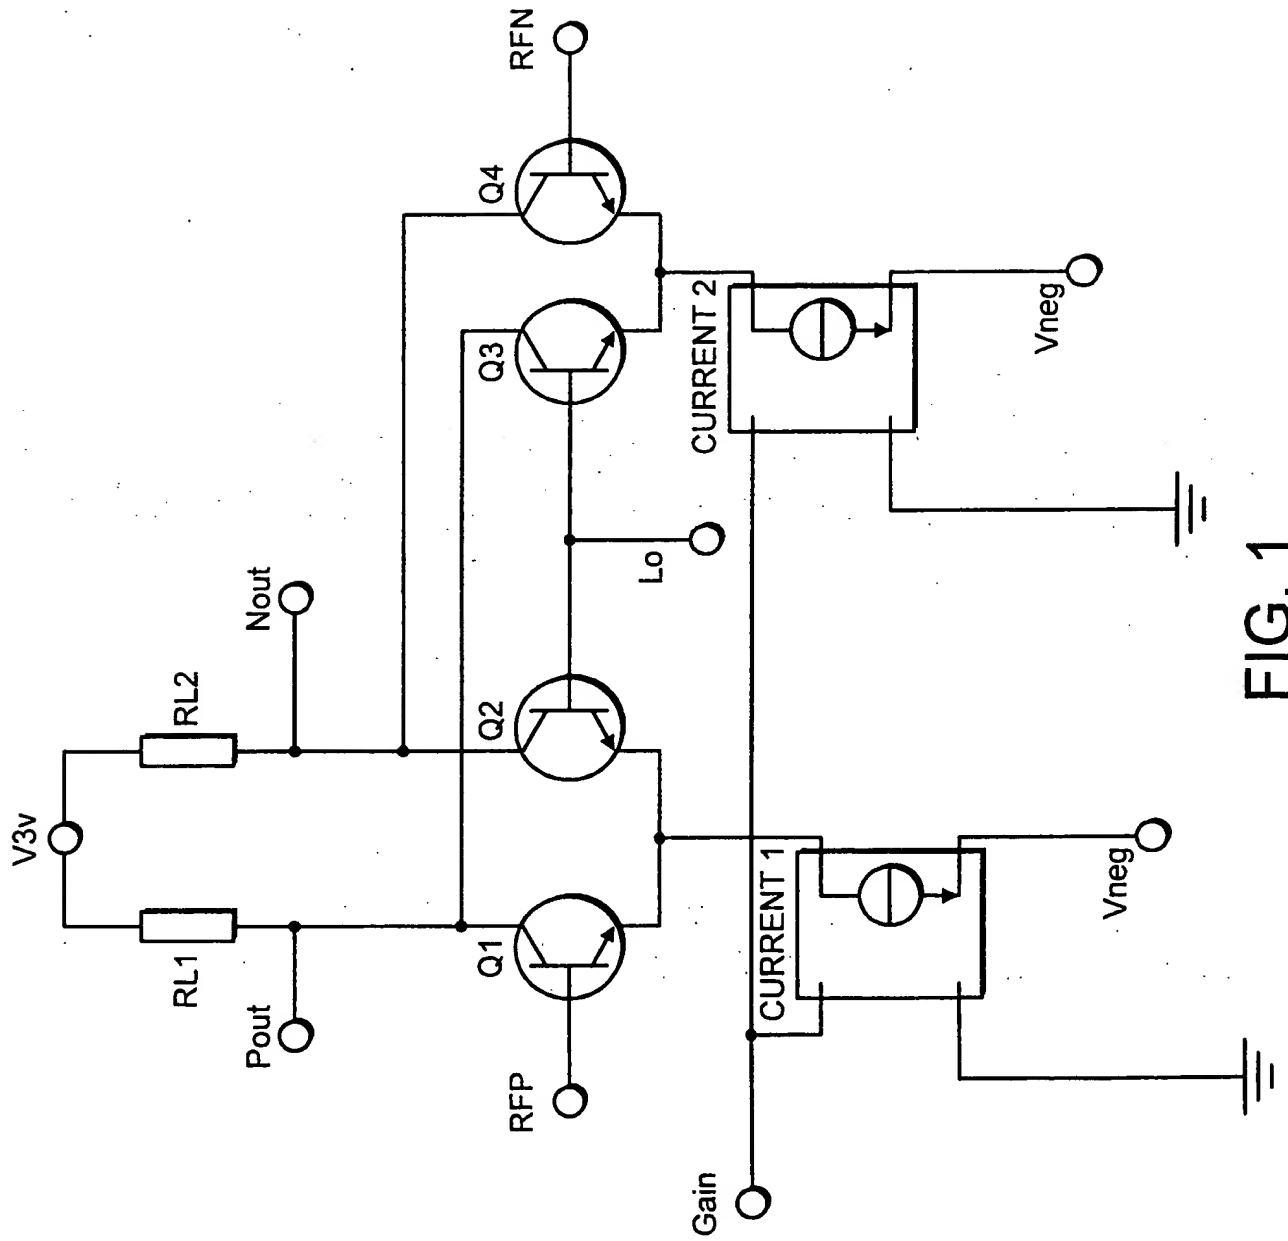 V3v
RL1
RL2
Pout
Nout
Q1
Q2
Q3
Q4
RFP
RFN
Lo
Gain
CURRENT 1
CURRENT 2
Vneg
Vneg
FIG. 1